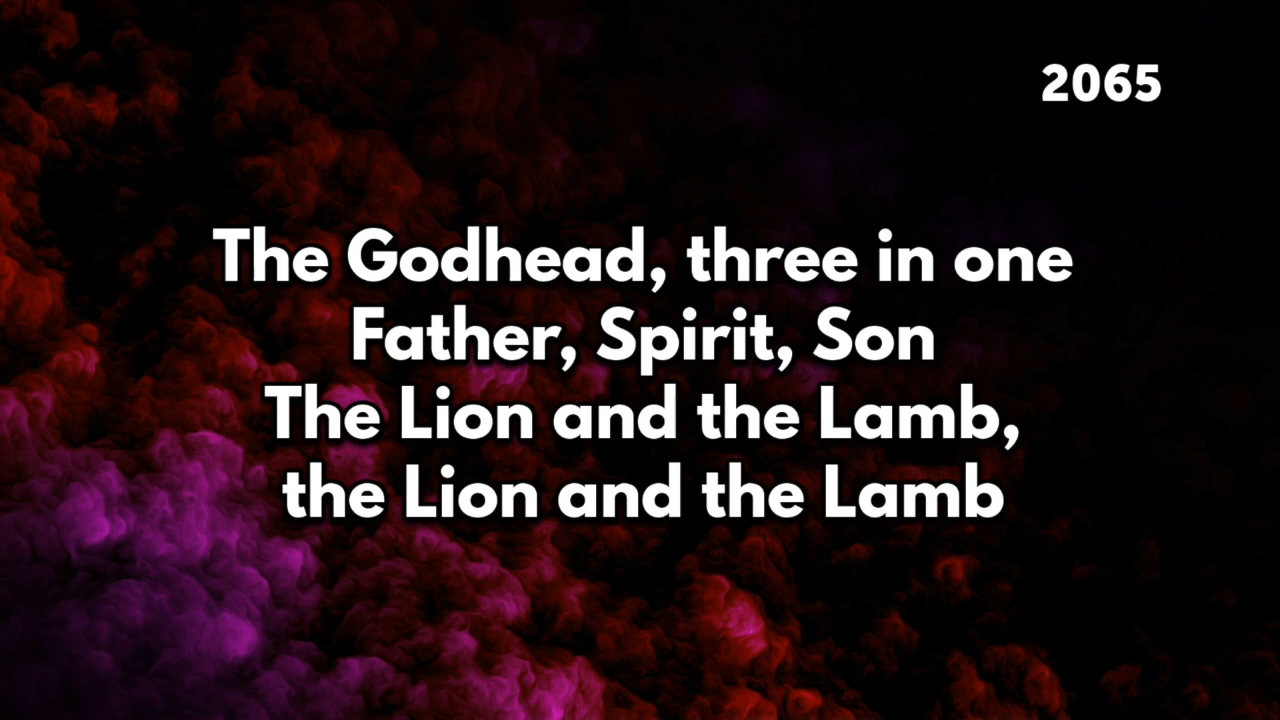 2065
The Godhead, three in one
Father, Spirit, Son
The Lion and the Lamb,
the Lion and the Lamb